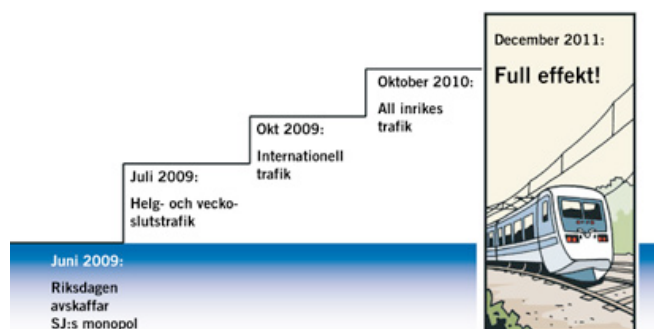 Juni 2009:
Riksdagen
avskaffar
SJ:s monopol
Juli 2009:
Helg- och vecko-
slutstrafik
Okt 2009:
Internationell
trafik
Oktober 2010:
All inrikes
trafik
December 2011:
Full effekt!